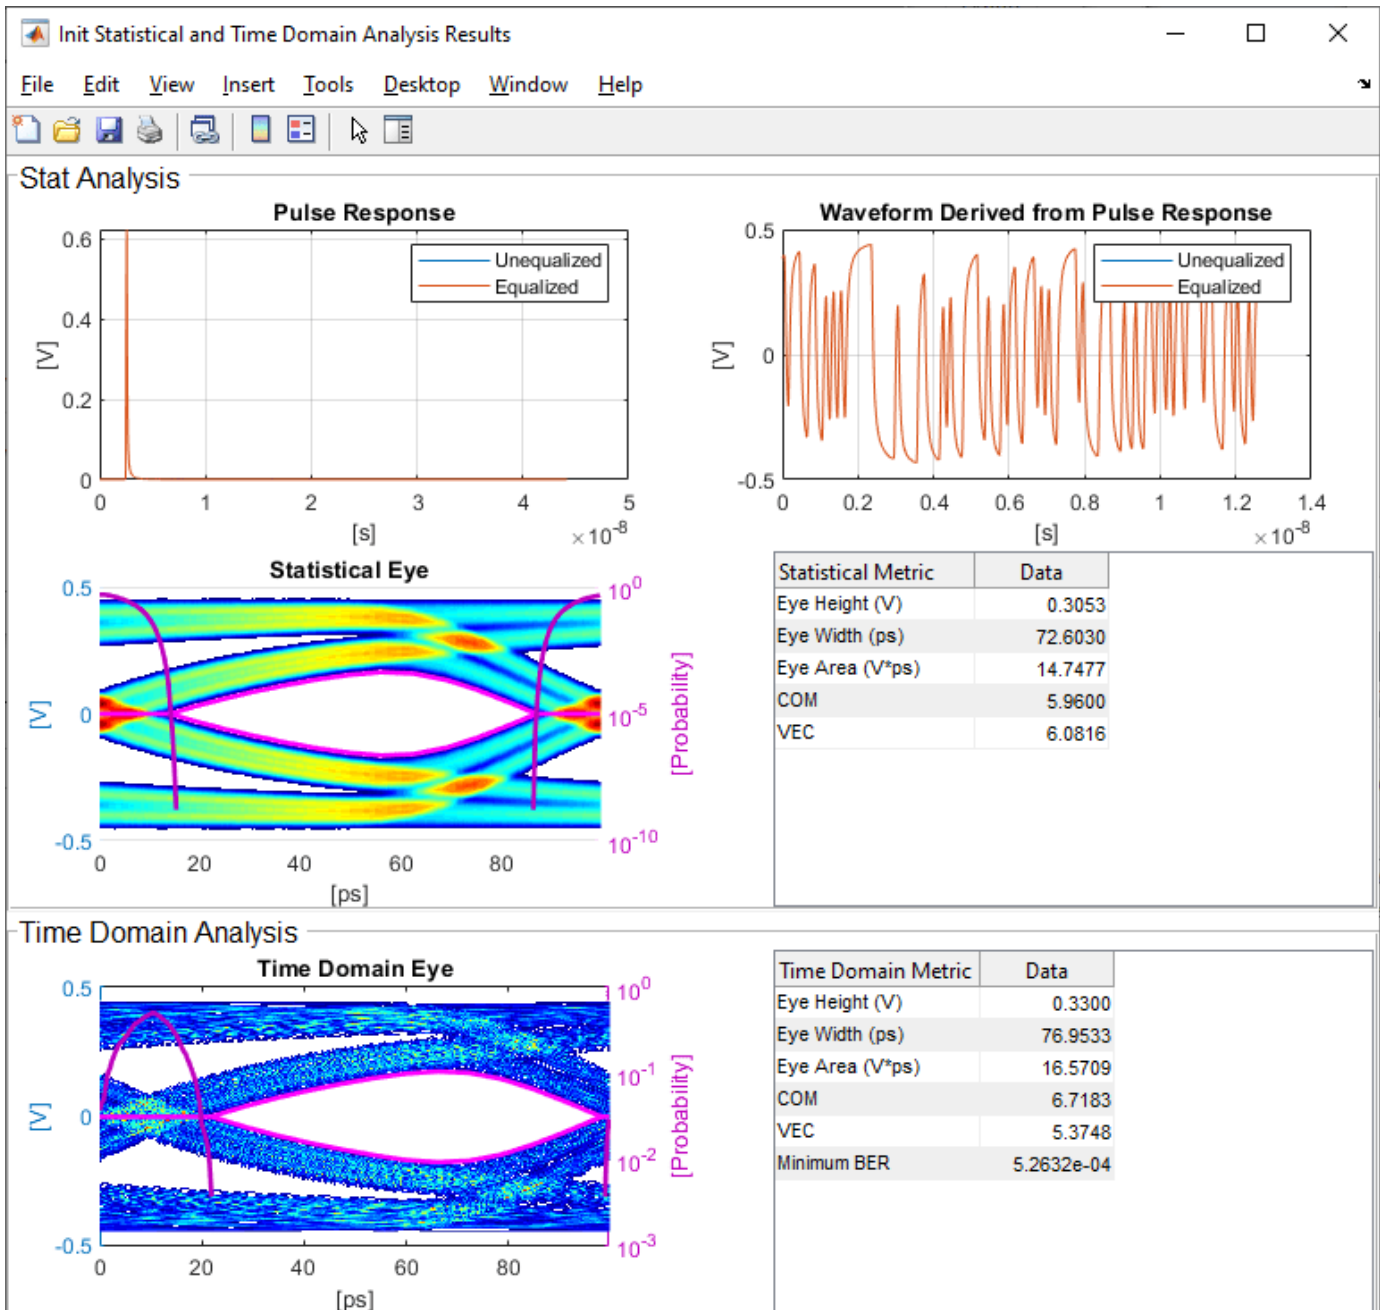 Init Statistical and Time Domain Analysis Results
File Edit View Insert Tools Desktop Window Help
Stat Analysis
Pulse Response
0.6
0.4
0.2
0
[V]
Unequalized
Equalized
0 1 2 3 4 5
[s]
×10^-8
Waveform Derived from Pulse Response
0.5
0
-0.5
[V]
Unequalized
Equalized
0 0.2 0.4 0.6 0.8 1 1.2 1.4
[s]
×10^-8
Statistical Eye
0.5
0
-0.5
[V]
10^0
10^-5
10^-10
[Probability]
0 20 40 60 80
[ps]
Statistical Metric Data
Eye Height (V) 0.3053
Eye Width (ps) 72.6030
Eye Area (V*ps) 14.7477
COM 5.9600
VEC 6.0816
Time Domain Analysis
Time Domain Eye
0.5
0
-0.5
[V]
10^0
10^-1
10^-2
10^-3
[Probability]
0 20 40 60 80
[ps]
Time Domain Metric Data
Eye Height (V) 0.3300
Eye Width (ps) 76.9533
Eye Area (V*ps) 16.5709
COM 6.7183
VEC 5.3748
Minimum BER 5.2632e-04